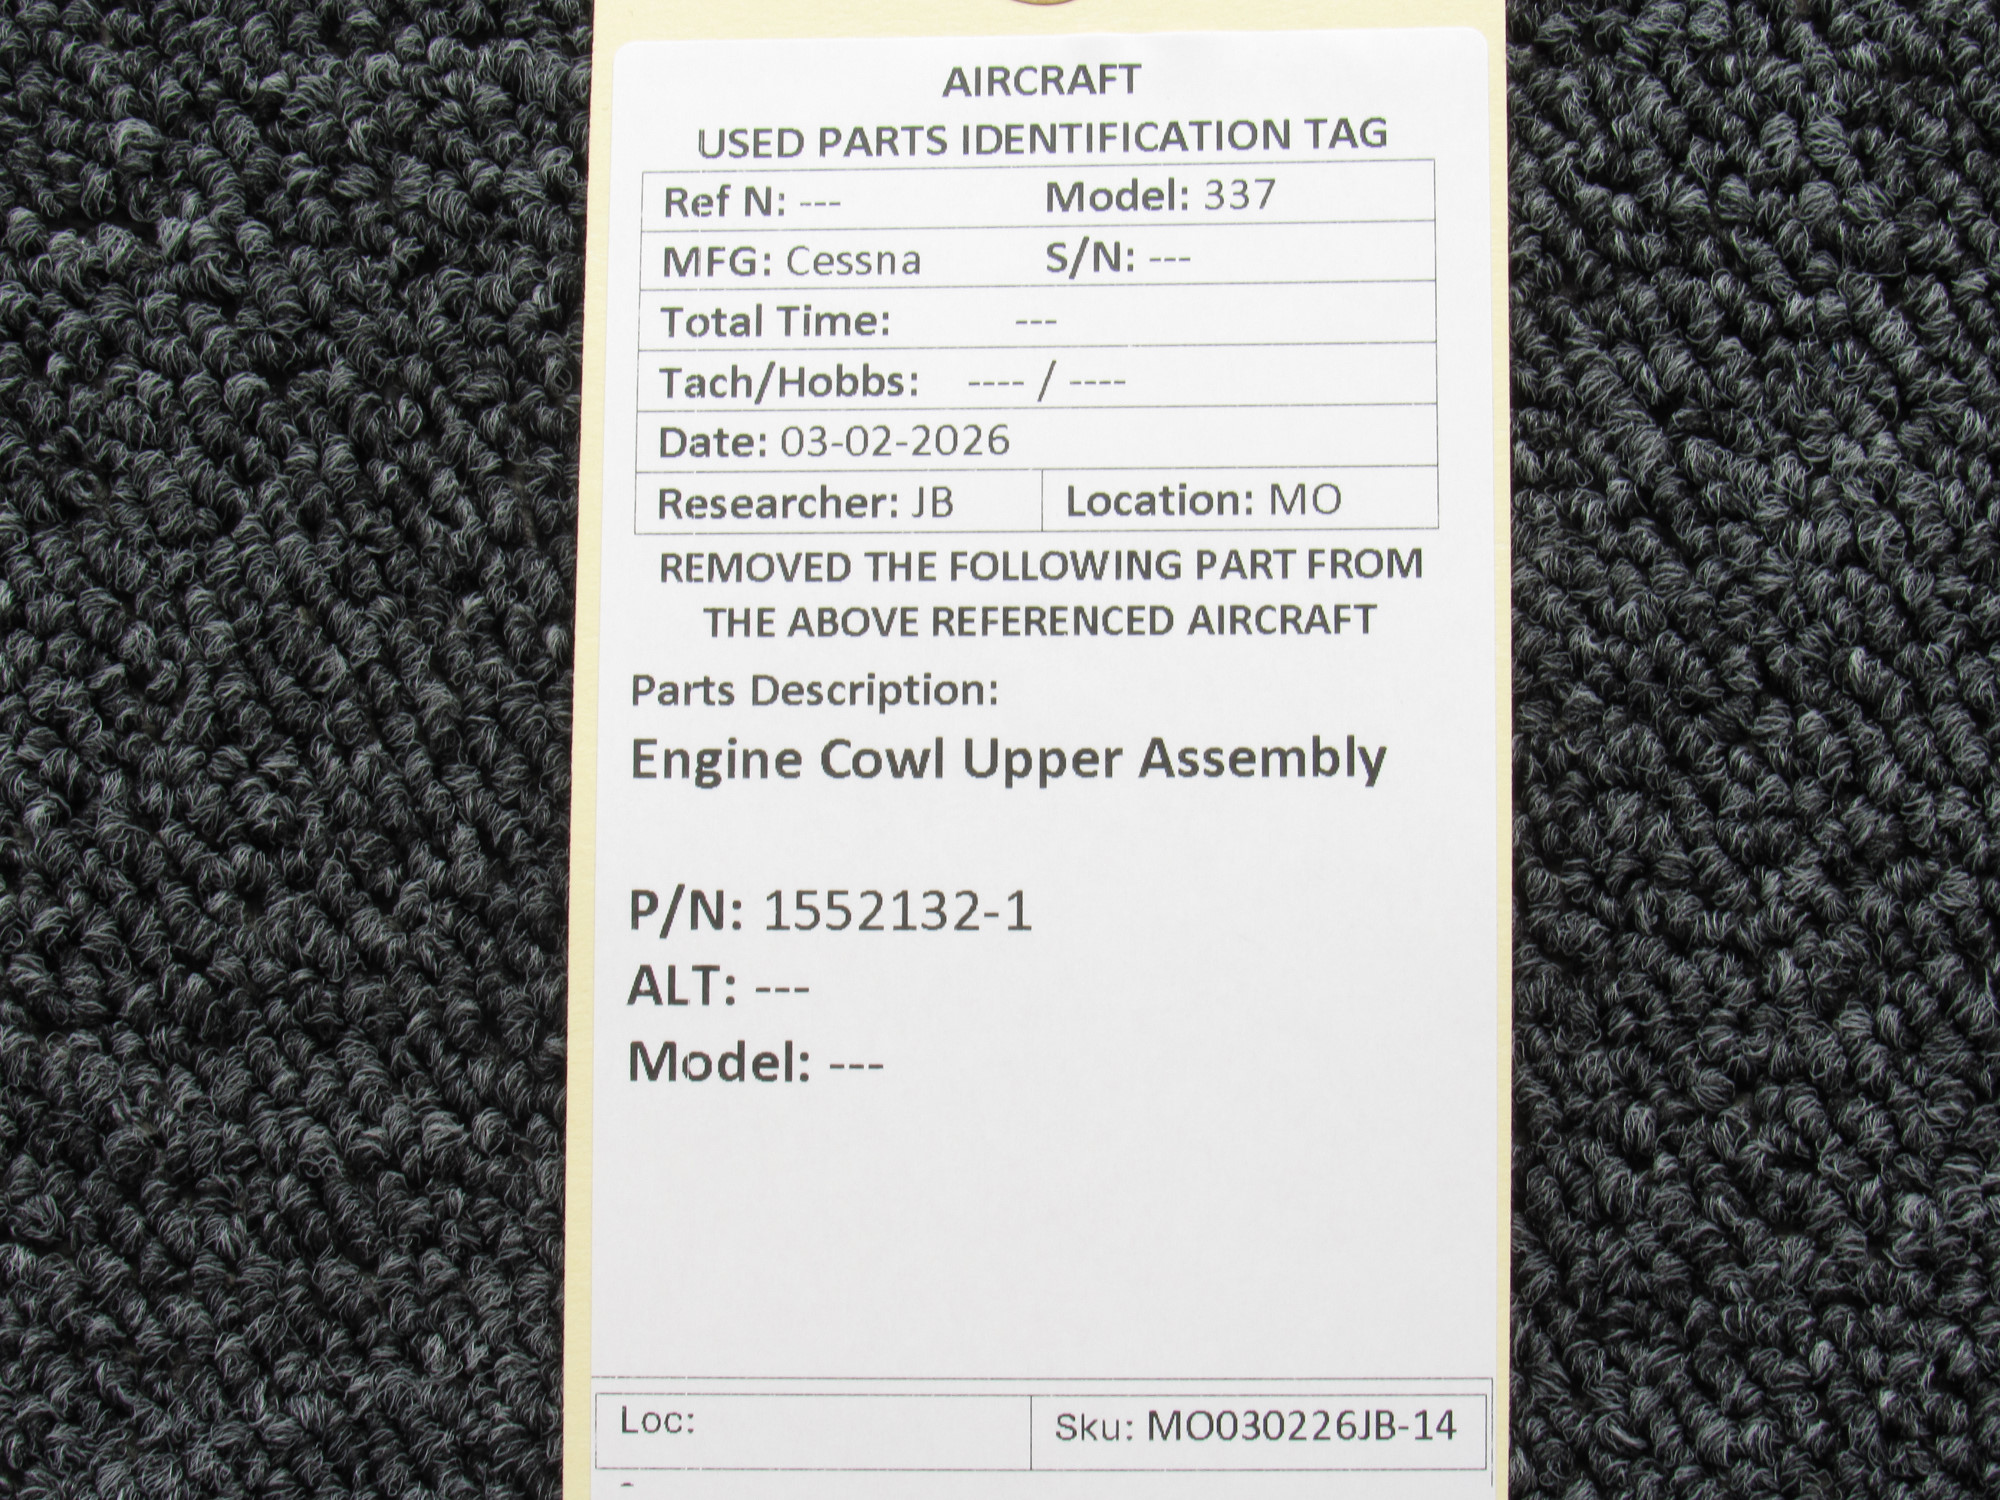 AIRCRAFT
USED PARTS IDENTIFICATION TAG
Ref N: --- Model: 337
MFG: Cessna S/N: ---
Total Time: ---
Tach/Hobbs: ---- / ----
Date: 03-02-2026
Researcher: JB Location: MO
REMOVED THE FOLLOWING PART FROM
THE ABOVE REFERENCED AIRCRAFT
Parts Description:
Engine Cowl Upper Assembly
P/N: 1552132-1
ALT: ---
Model: ---
Loc: Sku: MO030226JB-14